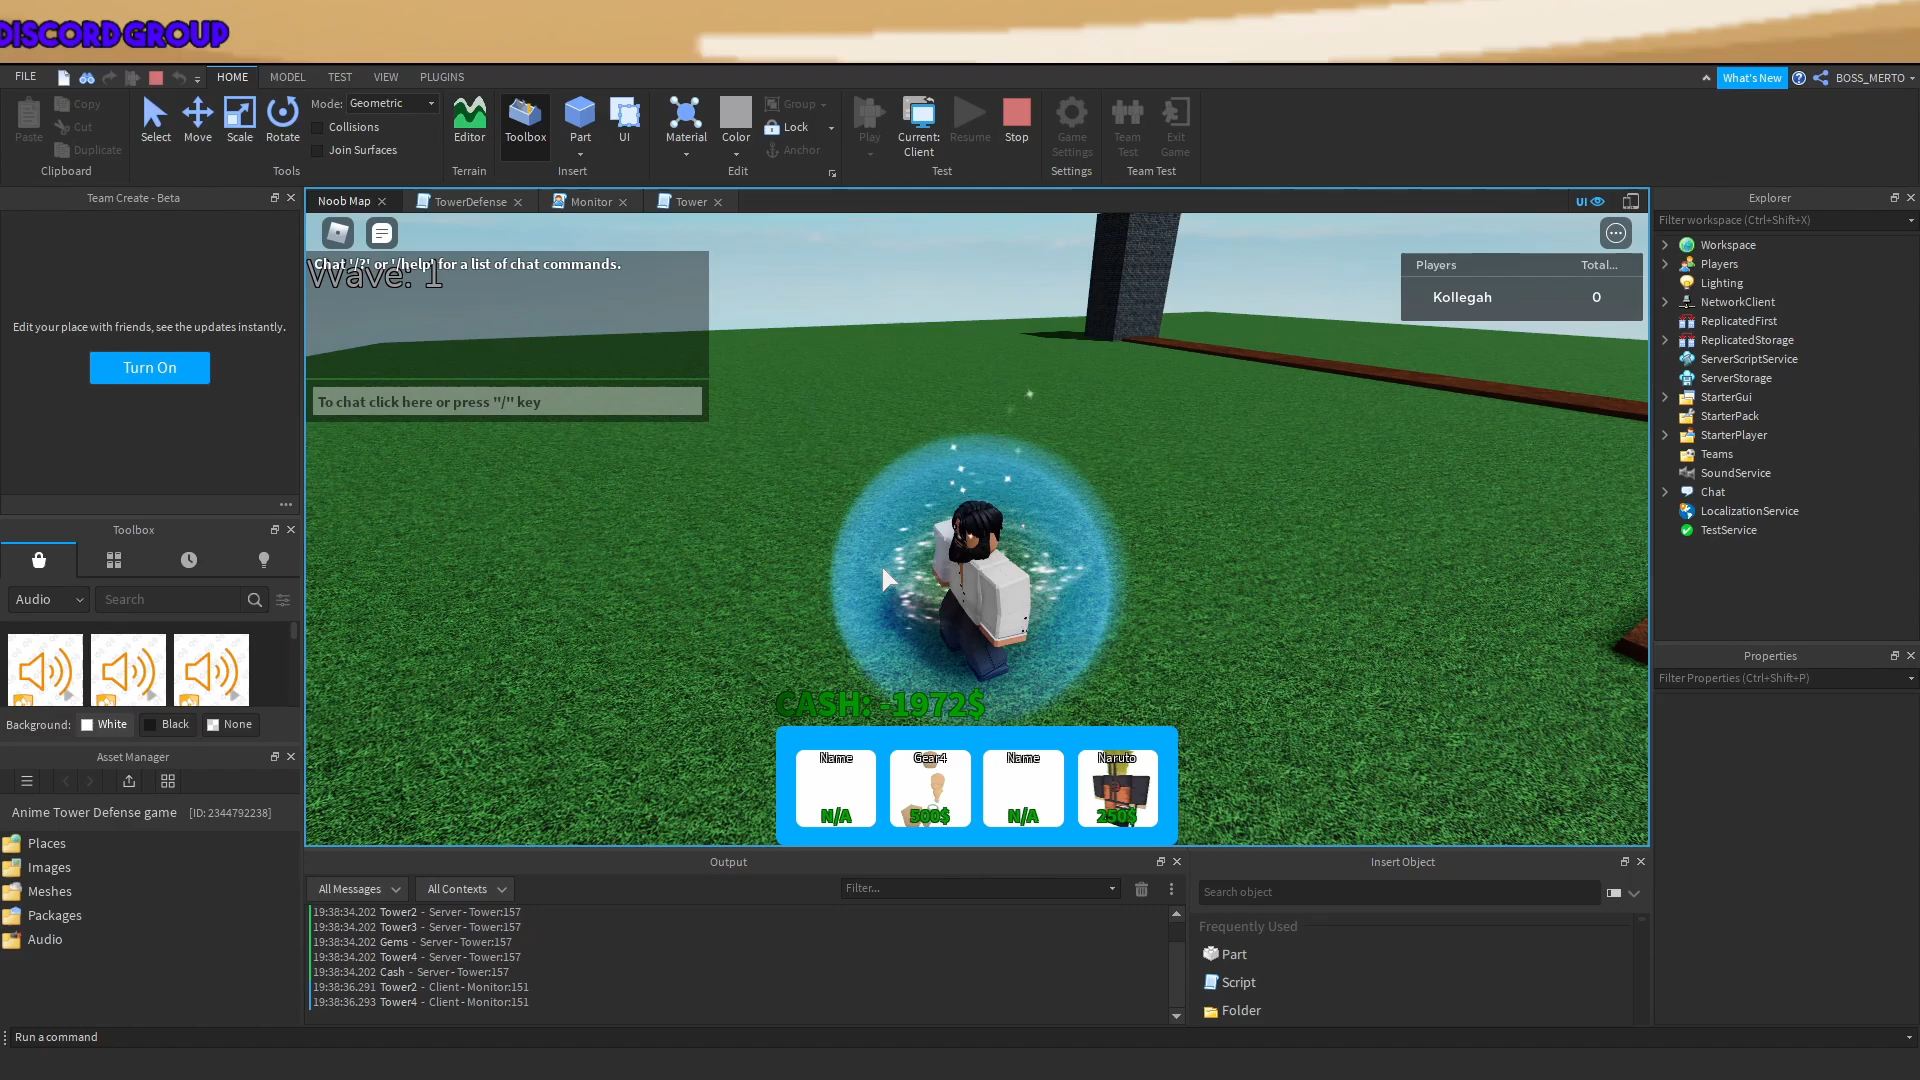 DISCORD GROUP
FILE HOME MODEL TEST VIEW PLUGINS What's New BOSS_MERTO
Paste Copy Cut Duplicate Clipboard
Select Move Scale Rotate Mode: Geometric Collisions Join Surfaces Tools
Editor Terrain
Toolbox Part UI Insert
Material Color Group Lock Anchor Edit
Play Current: Client Resume Stop Test
Game Settings Settings
Team Test Exit Game Team Test
Team Create - Beta
Edit your place with friends, see the updates instantly.
Turn On
Toolbox
Audio Search
Background: White Black None
Asset Manager
Anime Tower Defense game [ID: 2344792238]
Places
Images
Meshes
Packages
Audio
Noob Map TowerDefense Monitor Tower UI
Chat '/?' or '/help' for a list of chat commands.
Wave: 1
To chat click here or press "/" key
Players Total...
Kollegah 0
CASH: -1972$
Name Gear4 Name Naruto
N/A 500$ N/A 250$
Output
All Messages All Contexts Filter...
19:38:34.202 Tower2 - Server - Tower:157
19:38:34.202 Tower3 - Server - Tower:157
19:38:34.202 Gems - Server - Tower:157
19:38:34.202 Tower4 - Server - Tower:157
19:38:34.202 Cash - Server - Tower:157
19:38:36.291 Tower2 - Client - Monitor:151
19:38:36.293 Tower4 - Client - Monitor:151
Insert Object
Search object
Frequently Used
Part
Script
Folder
Explorer
Filter workspace (Ctrl+Shift+X)
Workspace
Players
Lighting
NetworkClient
ReplicatedFirst
ReplicatedStorage
ServerScriptService
ServerStorage
StarterGui
StarterPack
StarterPlayer
Teams
SoundService
Chat
LocalizationService
TestService
Properties
Filter Properties (Ctrl+Shift+P)
Run a command